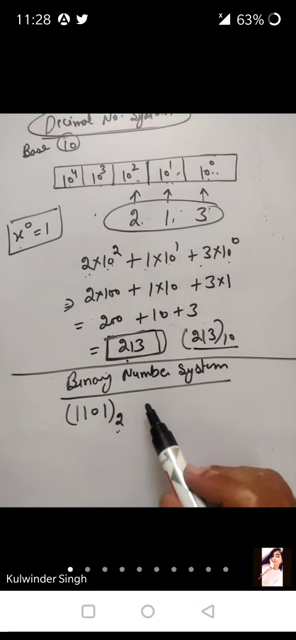 11:28
63%
Decimal No. System
Base 10
10⁴ 10³ 10² 10¹ 10⁰
2 1 3
x⁰=1
2×10² + 1×10¹ + 3×10⁰
⇒ 2×100 + 1×10 + 3×1
= 200 + 10 + 3
= 213 (213)₁₀
Binary Number System
(1101)₂
Kulwinder Singh